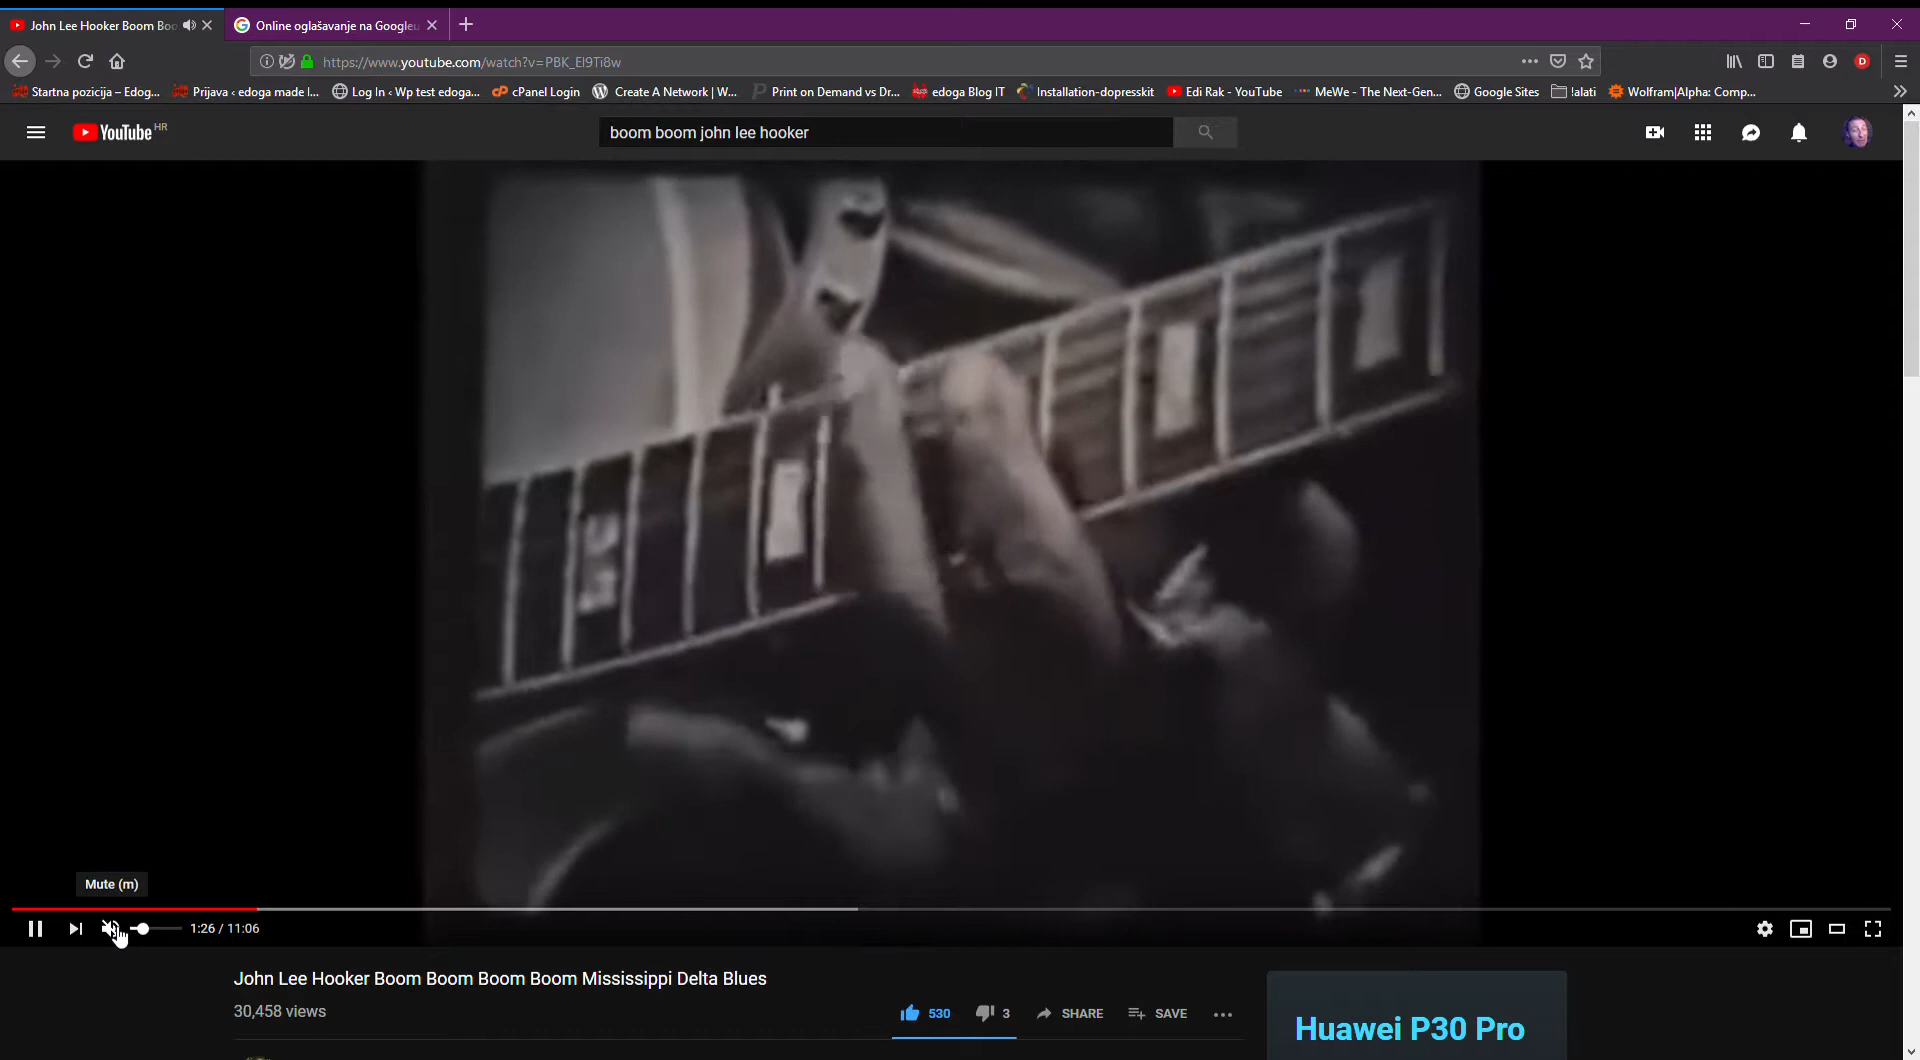 John Lee Hooker Boom Boo
Online oglašavanje na Googleu
https://www.youtube.com/watch?v=PBK_El9Ti8w
Startna pozicija – Edog...
Prijava ‹ edoga made I...
Log In ‹ Wp test edoga...
cPanel Login
Create A Network | W...
Print on Demand vs Dr...
edoga Blog IT
Installation-dopresskit
Edi Rak - YouTube
MeWe - The Next-Gen...
Google Sites
!alati
Wolfram|Alpha: Comp...
YouTube HR
boom boom john lee hooker
Mute (m)
1:26 / 11:06
John Lee Hooker Boom Boom Boom Boom Mississippi Delta Blues
30,458 views
530
3
SHARE
SAVE
Huawei P30 Pro